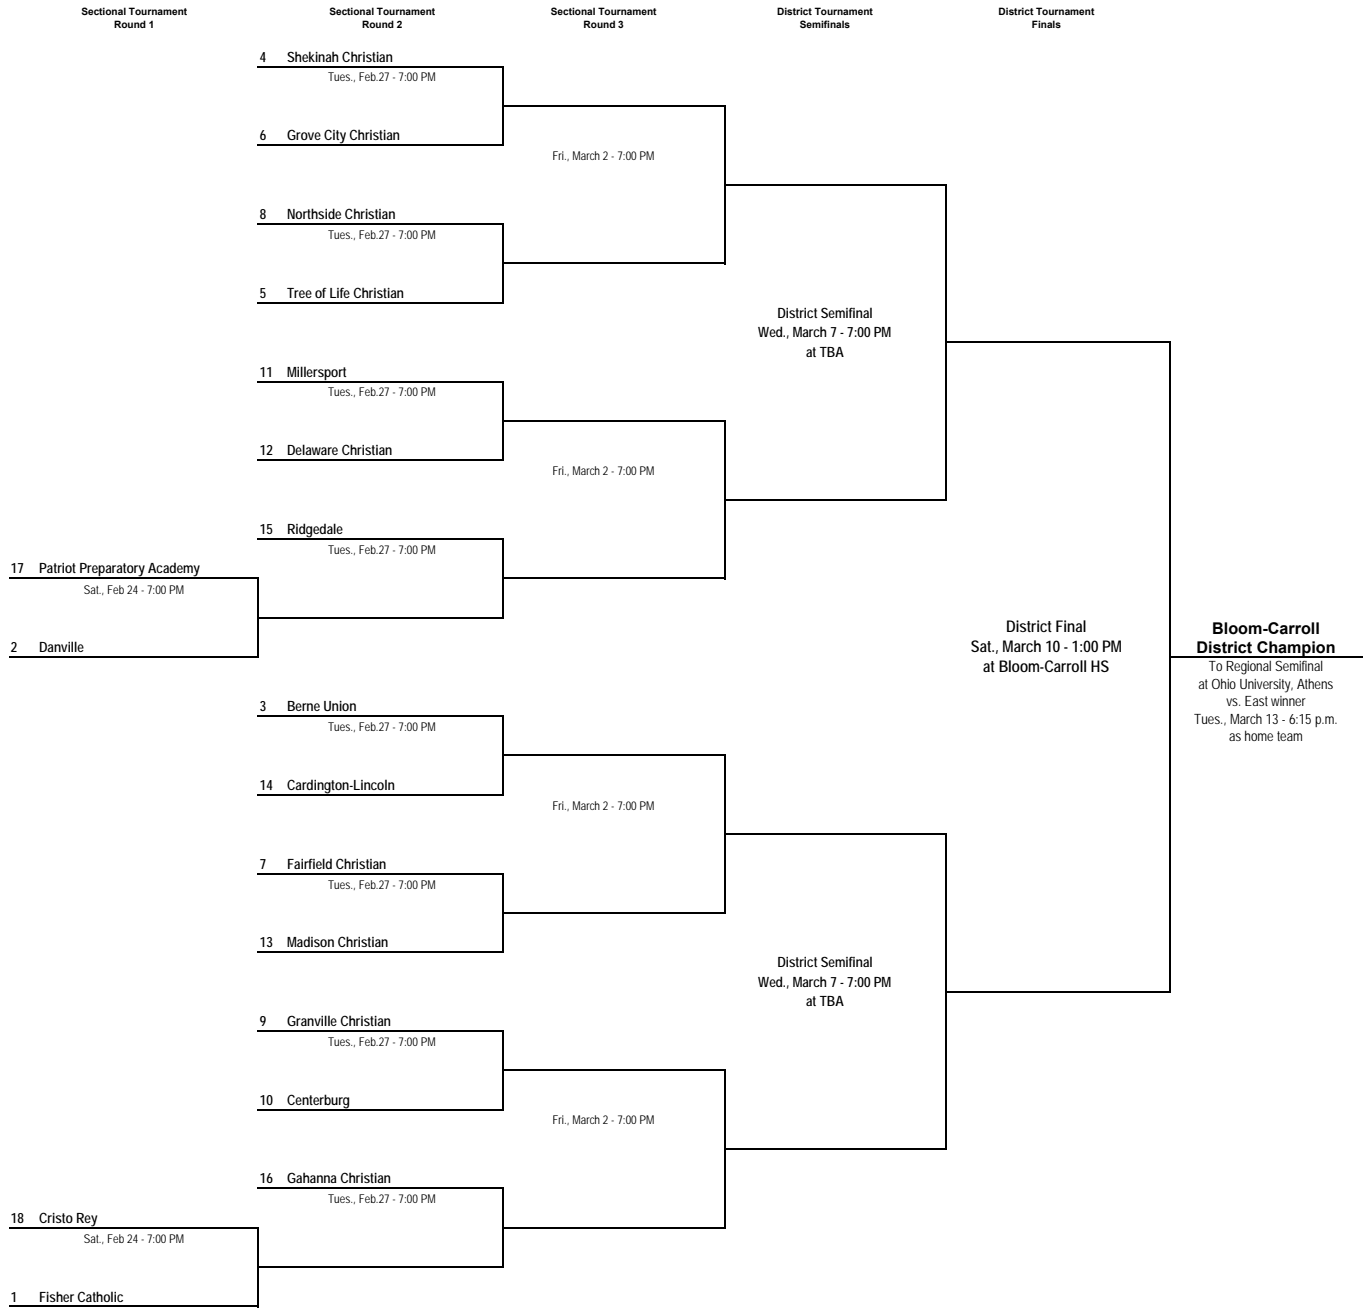 Sectional Tournament
Round 1
Sectional Tournament
Round 2
Sectional Tournament
Round 3
District Tournament
Semifinals
District Tournament
Finals
4 Shekinah Christian
Tues., Feb.27 - 7:00 PM
6 Grove City Christian
Fri., March 2 - 7:00 PM
8 Northside Christian
Tues., Feb.27 - 7:00 PM
5 Tree of Life Christian
District Semifinal
Wed., March 7 - 7:00 PM
at TBA
11 Millersport
Tues., Feb.27 - 7:00 PM
12 Delaware Christian
Fri., March 2 - 7:00 PM
15 Ridgedale
Tues., Feb.27 - 7:00 PM
17 Patriot Preparatory Academy
Sat., Feb 24 - 7:00 PM
2 Danville
District Final
Sat., March 10 - 1:00 PM
at Bloom-Carroll HS
Bloom-Carroll
District Champion
To Regional Semifinal
at Ohio University, Athens
vs. East winner
Tues., March 13 - 6:15 p.m.
as home team
3 Berne Union
Tues., Feb.27 - 7:00 PM
14 Cardington-Lincoln
Fri., March 2 - 7:00 PM
7 Fairfield Christian
Tues., Feb.27 - 7:00 PM
13 Madison Christian
District Semifinal
Wed., March 7 - 7:00 PM
at TBA
9 Granville Christian
Tues., Feb.27 - 7:00 PM
10 Centerburg
Fri., March 2 - 7:00 PM
16 Gahanna Christian
Tues., Feb.27 - 7:00 PM
18 Cristo Rey
Sat., Feb 24 - 7:00 PM
1 Fisher Catholic